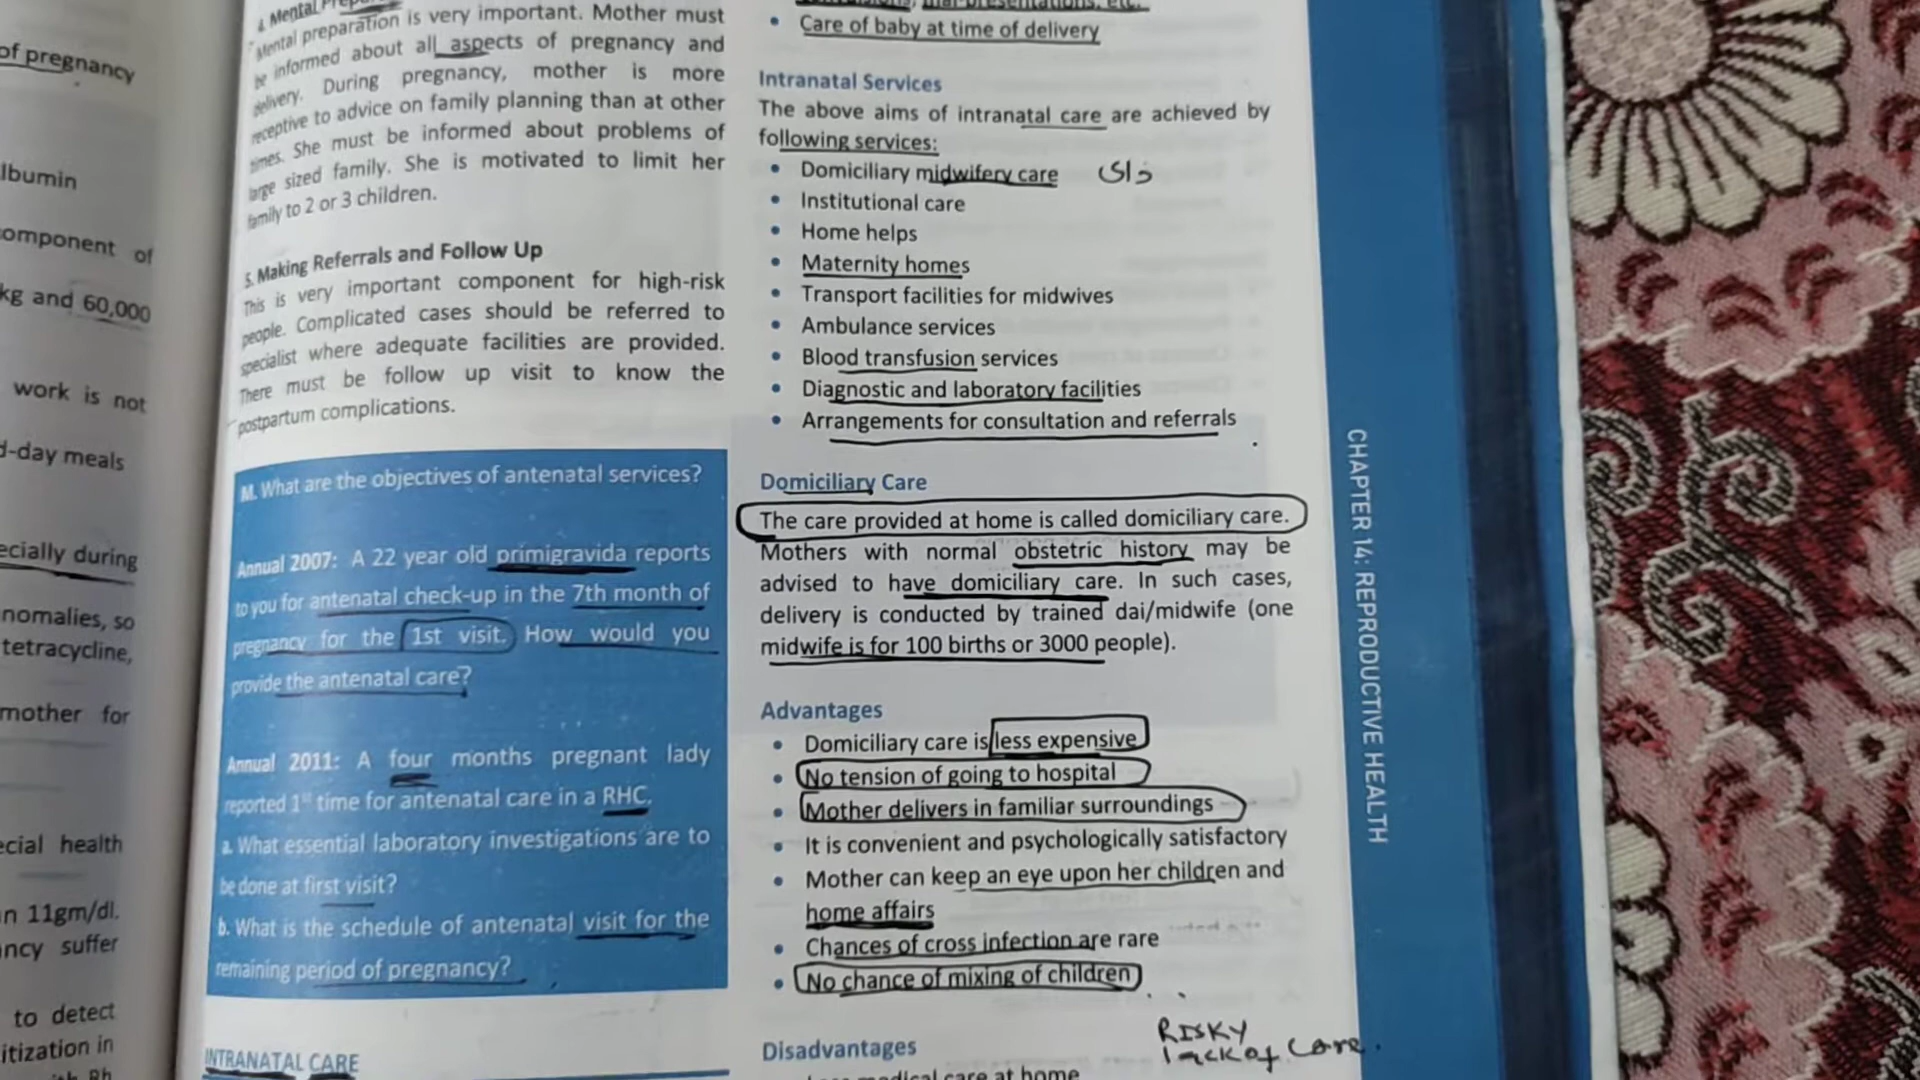 of pregnancy
lbumin
omponent of
kg and 60,000
work is not
d-day meals
ecially during
nomalies, so
tetracycline,
mother for
ecial health
n 11gm/dl.
ncy suffer
to detect
itization in
Rh
4. Mental
Mental preparation is very important. Mother must
be informed about all aspects of pregnancy and
delivery. During pregnancy, mother is more
receptive to advice on family planning than at other
times. She must be informed about problems of
large sized family. She is motivated to limit her
family to 2 or 3 children.
5. Making Referrals and Follow Up
This is very important component for high-risk
people. Complicated cases should be referred to
specialist where adequate facilities are provided.
There must be follow up visit to know the
postpartum complications.
M. What are the objectives of antenatal services?
Annual 2007: A 22 year old primigravida reports
to you for antenatal check-up in the 7th month of
pregnancy for the 1st visit. How would you
provide the antenatal care?
Annual 2011: A four months pregnant lady
reported 1st time for antenatal care in a RHC.
a. What essential laboratory investigations are to
be done at first visit?
b. What is the schedule of antenatal visit for the
remaining period of pregnancy?
INTRANATAL CARE
mal-presentations, etc.
• Care of baby at time of delivery
Intranatal Services
The above aims of intranatal care are achieved by
following services:
• Domiciliary midwifery care دائی
• Institutional care
• Home helps
• Maternity homes
• Transport facilities for midwives
• Ambulance services
• Blood transfusion services
• Diagnostic and laboratory facilities
• Arrangements for consultation and referrals
Domiciliary Care
The care provided at home is called domiciliary care.
Mothers with normal obstetric history may be
advised to have domiciliary care. In such cases,
delivery is conducted by trained dai/midwife (one
midwife is for 100 births or 3000 people).
Advantages
• Domiciliary care is less expensive
• No tension of going to hospital
• Mother delivers in familiar surroundings
• It is convenient and psychologically satisfactory
• Mother can keep an eye upon her children and
home affairs
• Chances of cross infection are rare
• No chance of mixing of children
RISKY
lack of care.
Disadvantages
medical care at home
CHAPTER 14: REPRODUCTIVE HEALTH